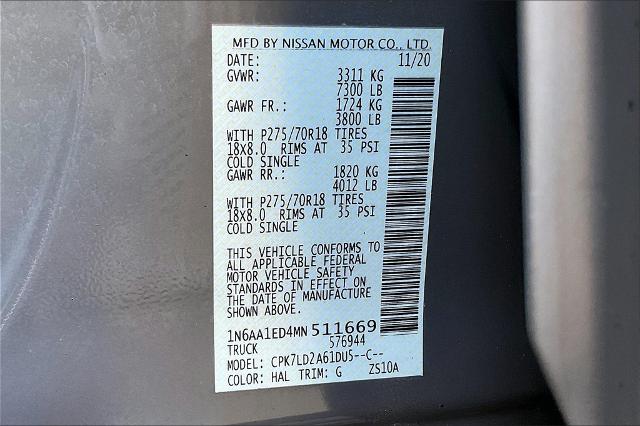 MFD BY NISSAN MOTOR CO., LTD.
DATE: 11/20
GVWR: 3311 KG
7300 LB
GAWR FR.: 1724 KG
3800 LB
WITH P275/70R18 TIRES
18X8.0 RIMS AT 35 PSI
COLD SINGLE
GAWR RR.: 1820 KG
4012 LB
WITH P275/70R18 TIRES
18X8.0 RIMS AT 35 PSI
COLD SINGLE
THIS VEHICLE CONFORMS TO
ALL APPLICABLE FEDERAL
MOTOR VEHICLE SAFETY
STANDARDS IN EFFECT ON
THE DATE OF MANUFACTURE
SHOWN ABOVE.
1N6AA1ED4MN511669
TRUCK 576944
MODEL: CPK7LD2A61DU5--C--
COLOR: HAL TRIM: G ZS10A